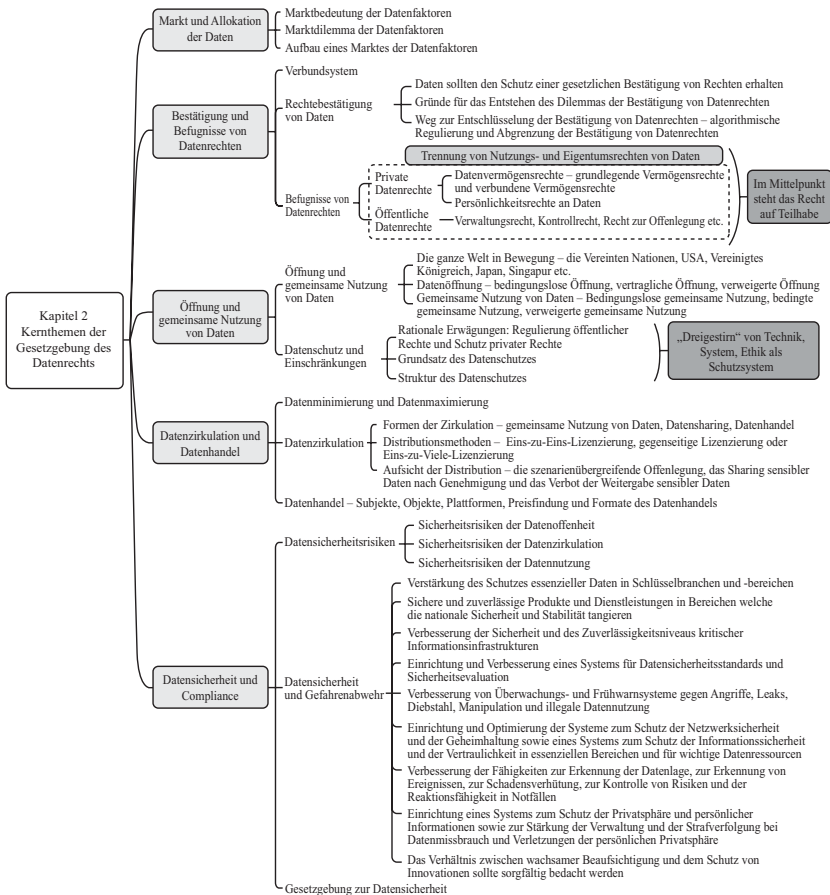 Kapitel 2
Kernthemen der
Gesetzgebung des
Datenrechts
Markt und Allokation
der Daten
Marktbedeutung der Datenfaktoren
Marktdilemma der Datenfaktoren
Aufbau eines Marktes der Datenfaktoren
Bestätigung und
Befugnisse von
Datenrechten
Verbundsystem
Rechtebestätigung
von Daten
Daten sollten den Schutz einer gesetzlichen Bestätigung von Rechten erhalten
Gründe für das Entstehen des Dilemmas der Bestätigung von Datenrechten
Weg zur Entschlüsselung der Bestätigung von Datenrechten – algorithmische
Regulierung und Abgrenzung der Bestätigung von Datenrechten
Trennung von Nutzungs- und Eigentumsrechten von Daten
Befugnisse von
Datenrechten
Private
Datenrechte
Datenvermögensrechte – grundlegende Vermögensrechte
und verbundene Vermögensrechte
Persönlichkeitsrechte an Daten
Öffentliche
Datenrechte
Verwaltungsrecht, Kontrollrecht, Recht zur Offenlegung etc.
Im Mittelpunkt
steht das Recht
auf Teilhabe
Öffnung und
gemeinsame Nutzung
von Daten
Öffnung und
gemeinsame Nutzung
von Daten
Die ganze Welt in Bewegung – die Vereinten Nationen, USA, Vereinigtes
Königreich, Japan, Singapur etc.
Datenöffnung – bedingungslose Öffnung, vertragliche Öffnung, verweigerte Öffnung
Gemeinsame Nutzung von Daten – Bedingungslose gemeinsame Nutzung, bedingte
gemeinsame Nutzung, verweigerte gemeinsame Nutzung
Datenschutz und
Einschränkungen
Rationale Erwägungen: Regulierung öffentlicher
Rechte und Schutz privater Rechte
Grundsatz des Datenschutzes
Struktur des Datenschutzes
„Dreigestirn“ von Technik,
System, Ethik als
Schutzsystem
Datenzirkulation und
Datenhandel
Datenminimierung und Datenmaximierung
Datenzirkulation
Formen der Zirkulation – gemeinsame Nutzung von Daten, Datensharing, Datenhandel
Distributionsmethoden – Eins-zu-Eins-Lizenzierung, gegenseitige Lizenzierung oder
Eins-zu-Viele-Lizenzierung
Aufsicht der Distribution – die szenarienübergreifende Offenlegung, das Sharing sensibler
Daten nach Genehmigung und das Verbot der Weitergabe sensibler Daten
Datenhandel – Subjekte, Objekte, Plattformen, Preisfindung und Formate des Datenhandels
Datensicherheit und
Compliance
Datensicherheitsrisiken
Sicherheitsrisiken der Datenoffenheit
Sicherheitsrisiken der Datenzirkulation
Sicherheitsrisiken der Datennutzung
Datensicherheit
und Gefahrenabwehr
Verstärkung des Schutzes essenzieller Daten in Schlüsselbranchen und -bereichen
Sichere und zuverlässige Produkte und Dienstleistungen in Bereichen welche
die nationale Sicherheit und Stabilität tangieren
Verbesserung der Sicherheit und des Zuverlässigkeitsniveaus kritischer
Informationsinfrastrukturen
Einrichtung und Verbesserung eines Systems für Datensicherheitsstandards und
Sicherheitsevaluation
Verbesserung von Überwachungs- und Frühwarnsysteme gegen Angriffe, Leaks,
Diebstahl, Manipulation und illegale Datennutzung
Einrichtung und Optimierung der Systeme zum Schutz der Netzwerksicherheit
und der Geheimhaltung sowie eines Systems zum Schutz der Informationssicherheit
und der Vertraulichkeit in essenziellen Bereichen und für wichtige Datenressourcen
Verbesserung der Fähigkeiten zur Erkennung der Datenlage, zur Erkennung von
Ereignissen, zur Schadensverhütung, zur Kontrolle von Risiken und der
Reaktionsfähigkeit in Notfällen
Einrichtung eines Systems zum Schutz der Privatsphäre und persönlicher
Informationen sowie zur Stärkung der Verwaltung und der Strafverfolgung bei
Datenmissbrauch und Verletzungen der persönlichen Privatsphäre
Das Verhältnis zwischen wachsamer Beaufsichtigung und dem Schutz von
Innovationen sollte sorgfältig bedacht werden
Gesetzgebung zur Datensicherheit